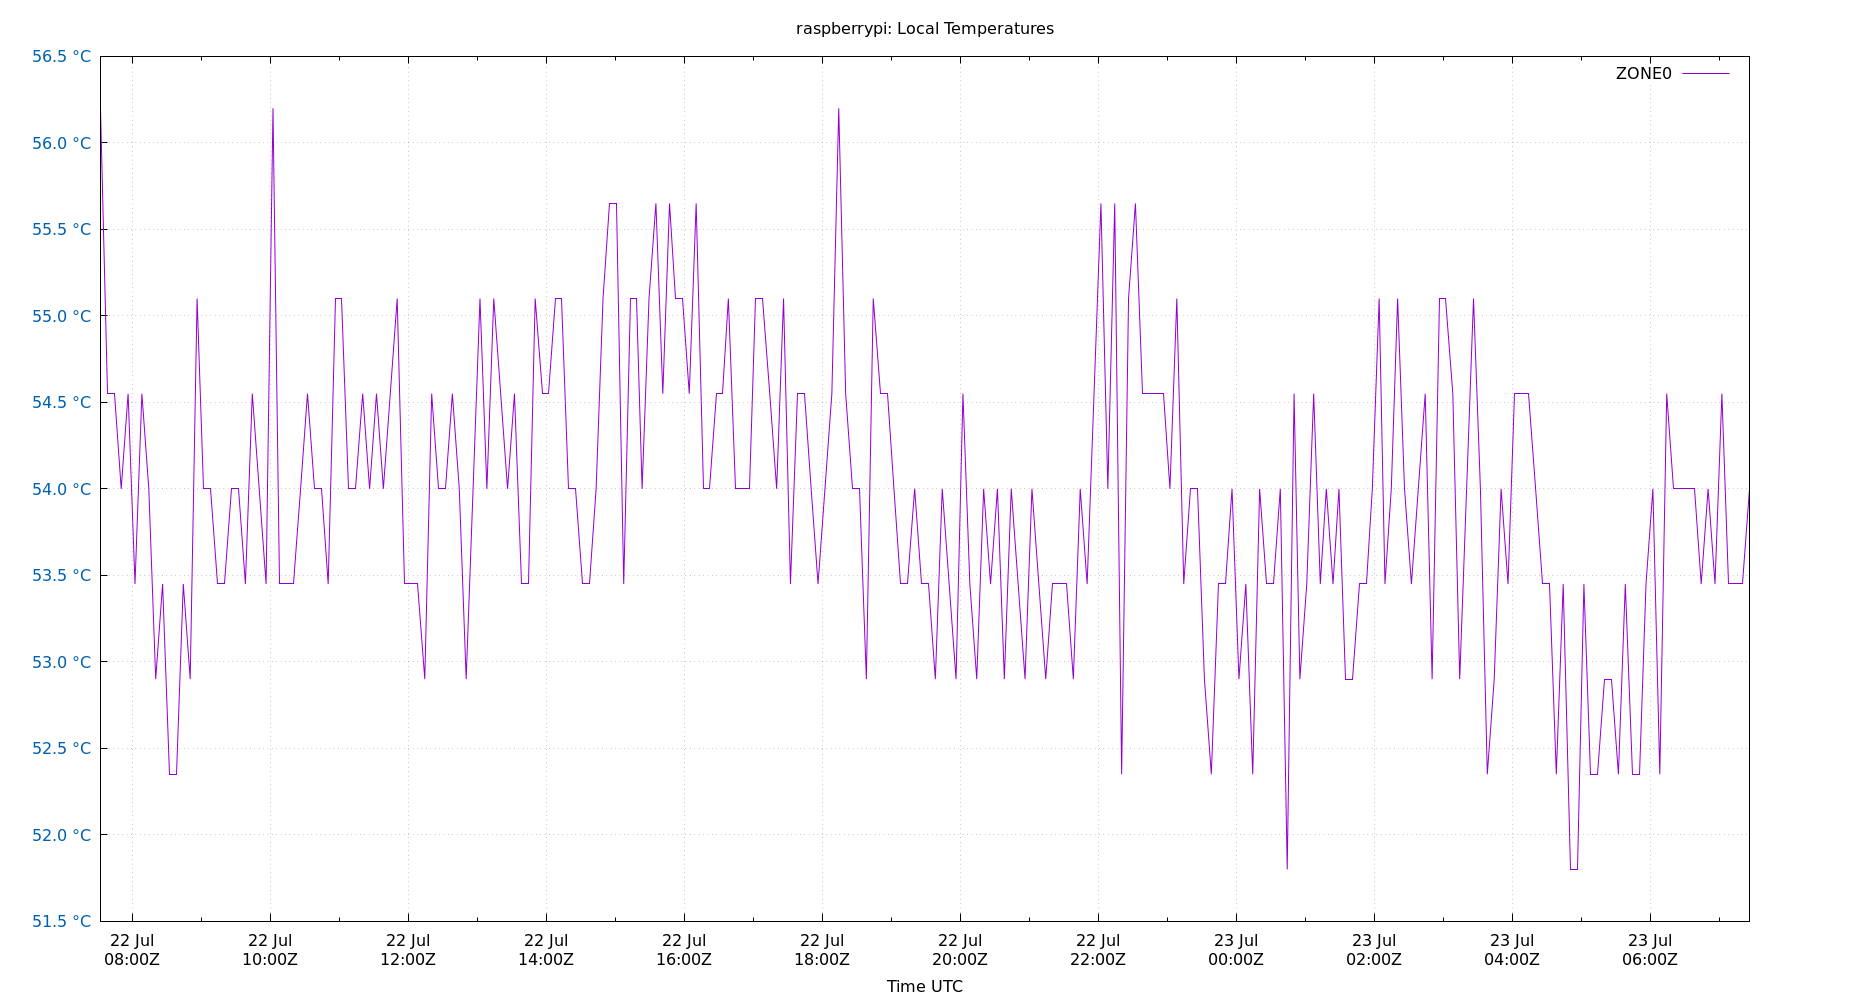 raspberrypi: Local Temperatures
56.5 °C
ZONE0
56.0 °C
55.5 °C
55.0 °C
54.5 °C
54.0 °C
53.5 °C
53.0 °C
52.5 °C
52.0 °C
51.5 °C
22 Jul 22 Jul 22 Jul 22 Jul 22 Jul 22 Jul 22 Jul 22 Jul 23 Jul 23 Jul 23 Jul 23 Jul
08:00Z 10:00Z 12:00Z 14:00Z 16:00Z 18:00Z 20:00Z 22:00Z 00:00Z 02:00Z 04:00Z 06:00Z
Time UTC